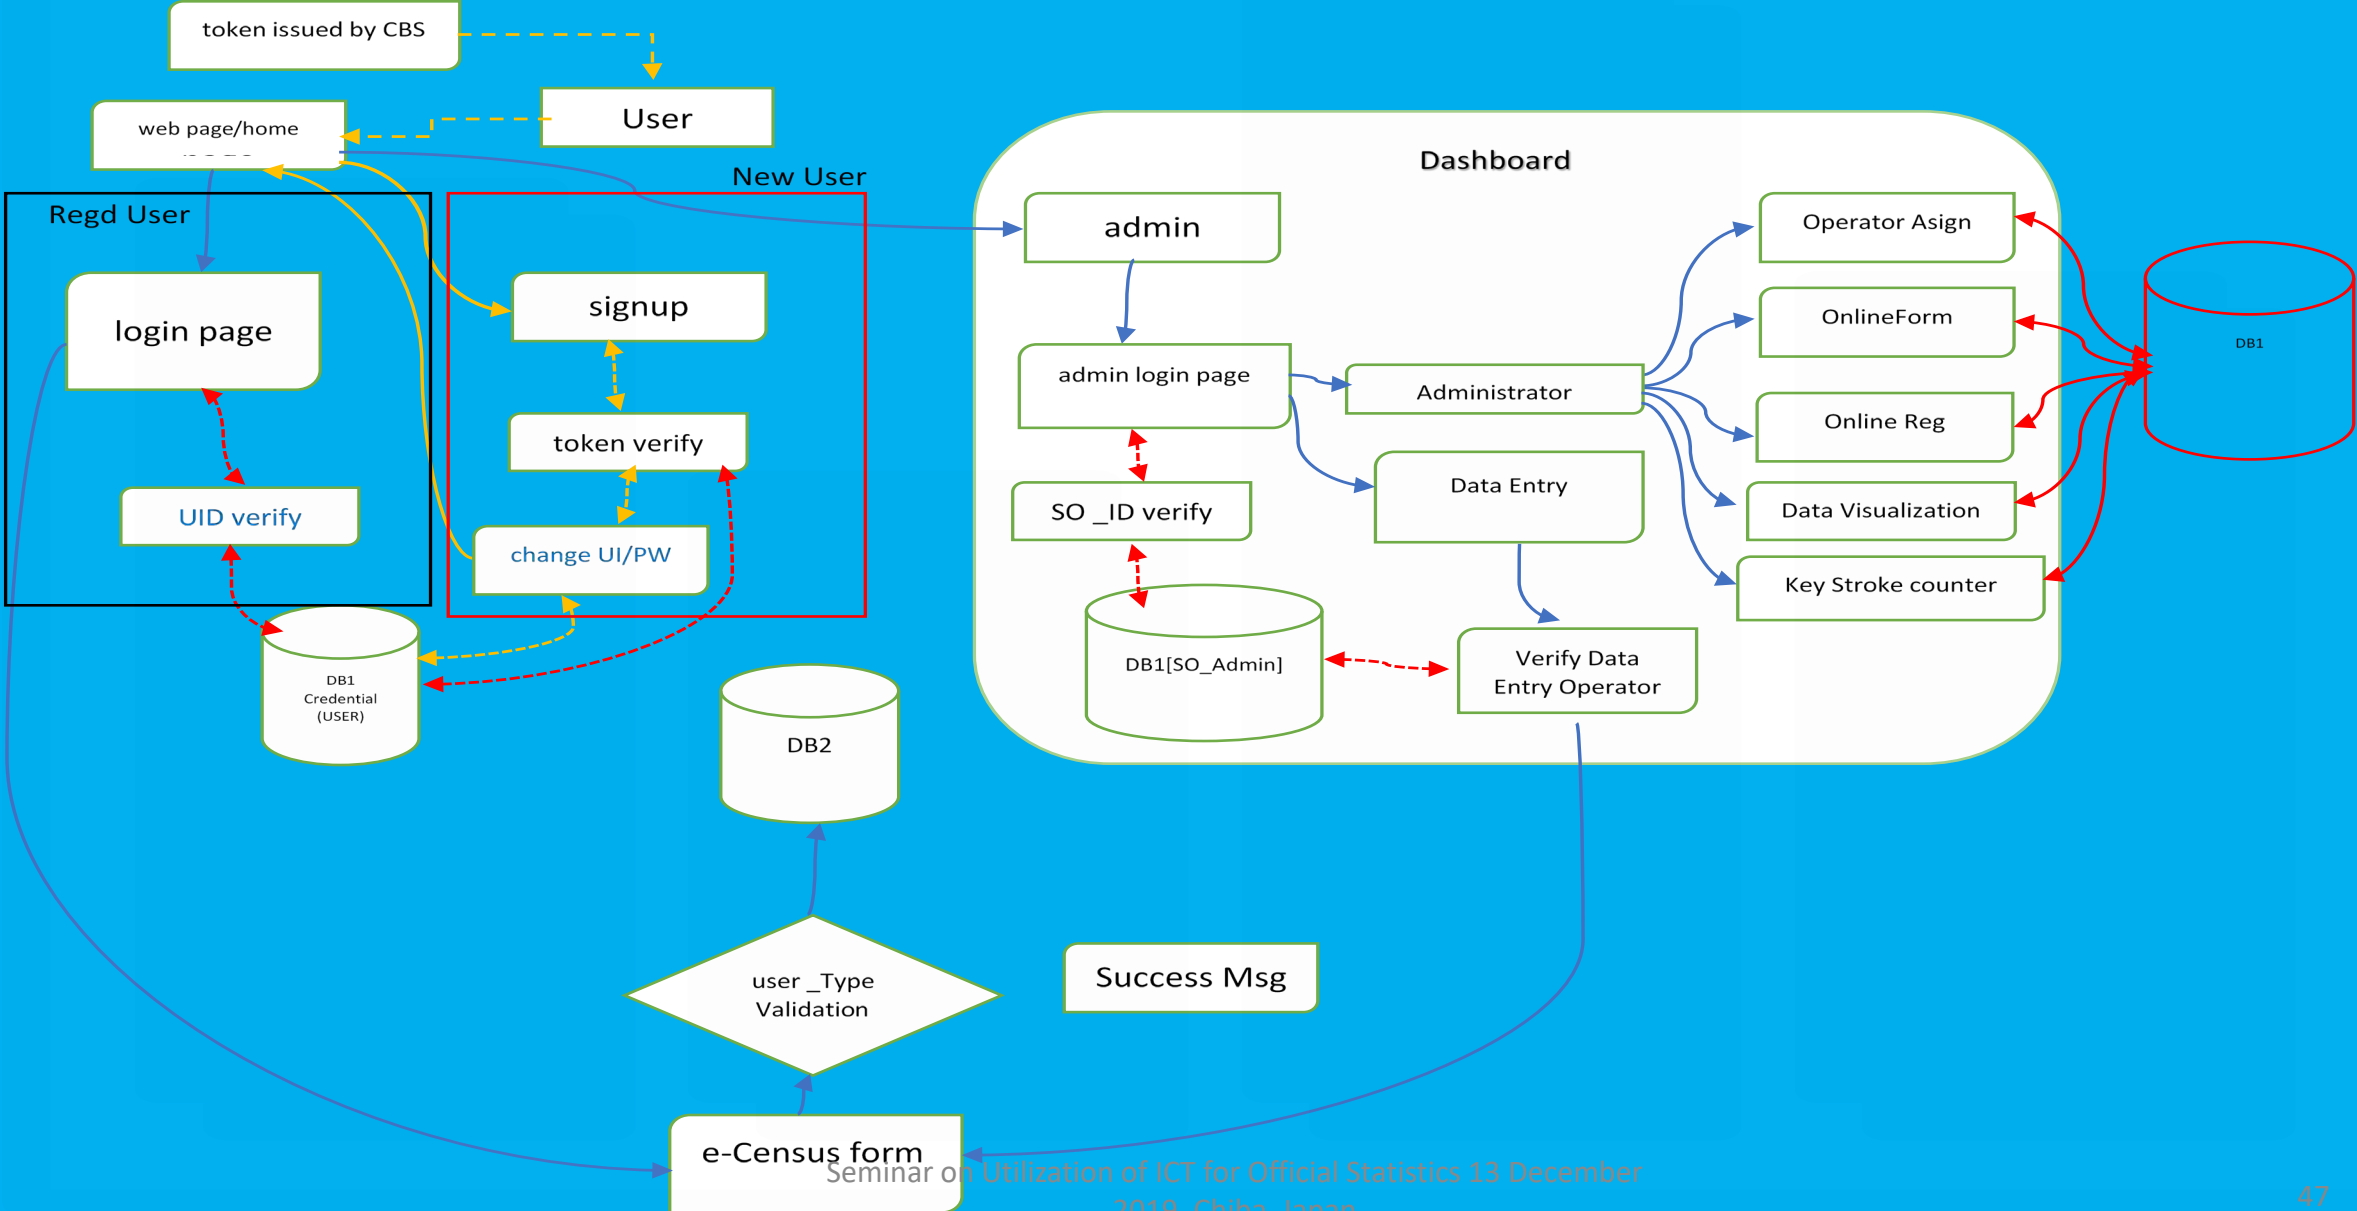 token issued by CBS
User
web page/home
New User
Regd User
login page
UID verify
signup
token verify
change UI/PW
DB1
Credential
(USER)
DB2
Dashboard
admin
admin login page
SO _ID verify
DB1[SO_Admin]
Administrator
Data Entry
Verify Data
Entry Operator
Operator Asign
OnlineForm
Online Reg
Data Visualization
Key Stroke counter
DB1
user _Type
Validation
Success Msg
e-Census form
Seminar on Utilization of ICT for Official Statistics 13 December
2019, Chiba, Japan
47